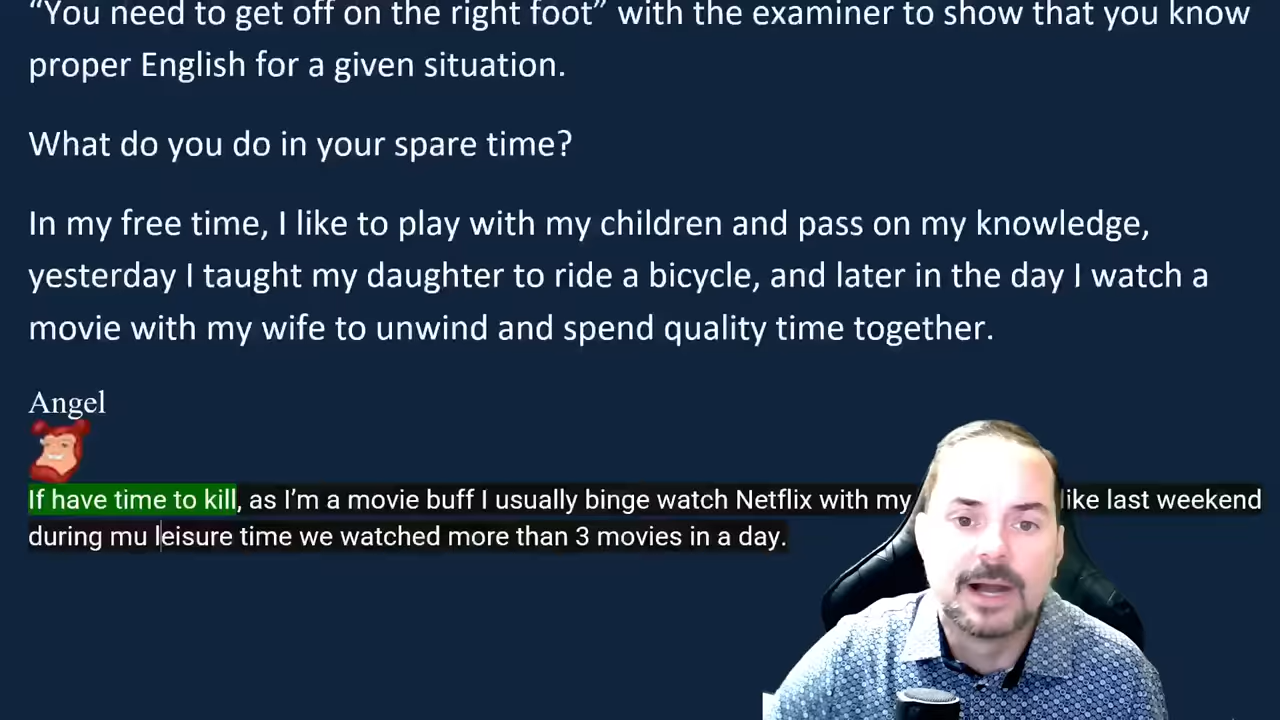 “You need to get off on the right foot” with the examiner to show that you know
proper English for a given situation.
What do you do in your spare time?
In my free time, I like to play with my children and pass on my knowledge,
yesterday I taught my daughter to ride a bicycle, and later in the day I watch a
movie with my wife to unwind and spend quality time together.
Angel
If have time to kill, as I’m a movie buff I usually binge watch Netflix with my like last weekend
during mu leisure time we watched more than 3 movies in a day.